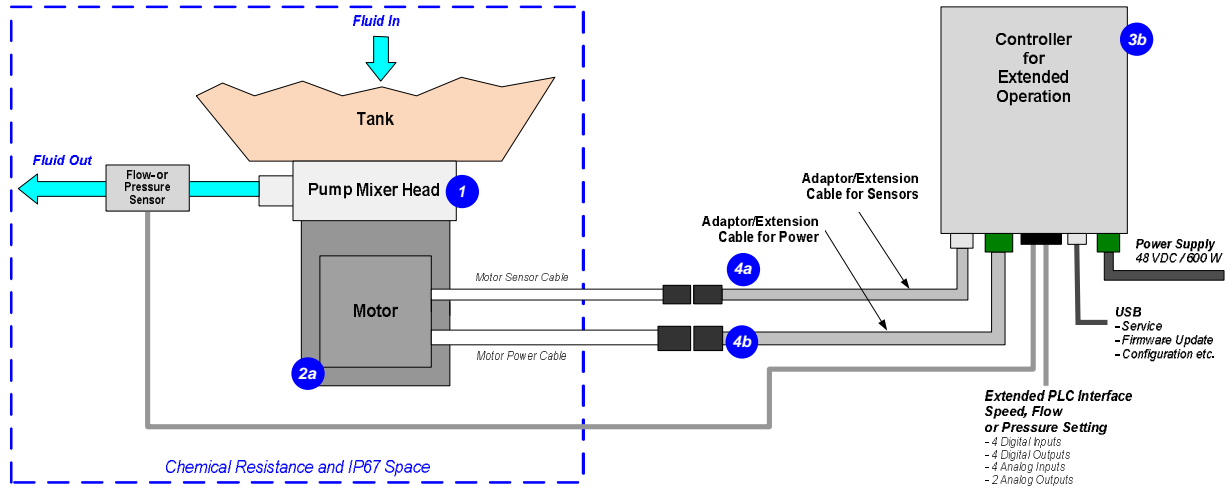 Fluid In
Tank
Fluid Out
Flow-or
Pressure
Sensor
Pump Mixer Head
1
Motor
2a
Motor Sensor Cable
Motor Power Cable
Chemical Resistance and IP67 Space
Controller
for
Extended
Operation
3b
Adaptor/Extension
Cable for Sensors
Adaptor/Extension
Cable for Power
4a
4b
Power Supply
48 VDC / 600 W
USB
- Service
- Firmware Update
- Configuration etc.
Extended PLC Interface
Speed, Flow
or Pressure Setting
- 4 Digital Inputs
- 4 Digital Outputs
- 4 Analog Inputs
- 2 Analog Outputs